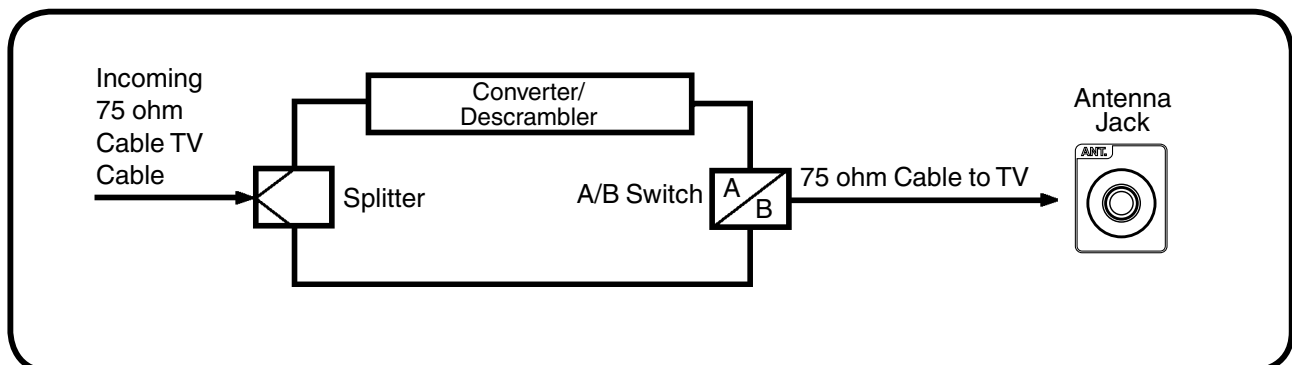 Incoming
75 ohm
Cable TV
Cable
Converter/
Descrambler
Splitter
A/B Switch
A
B
75 ohm Cable to TV
Antenna
Jack
ANT.